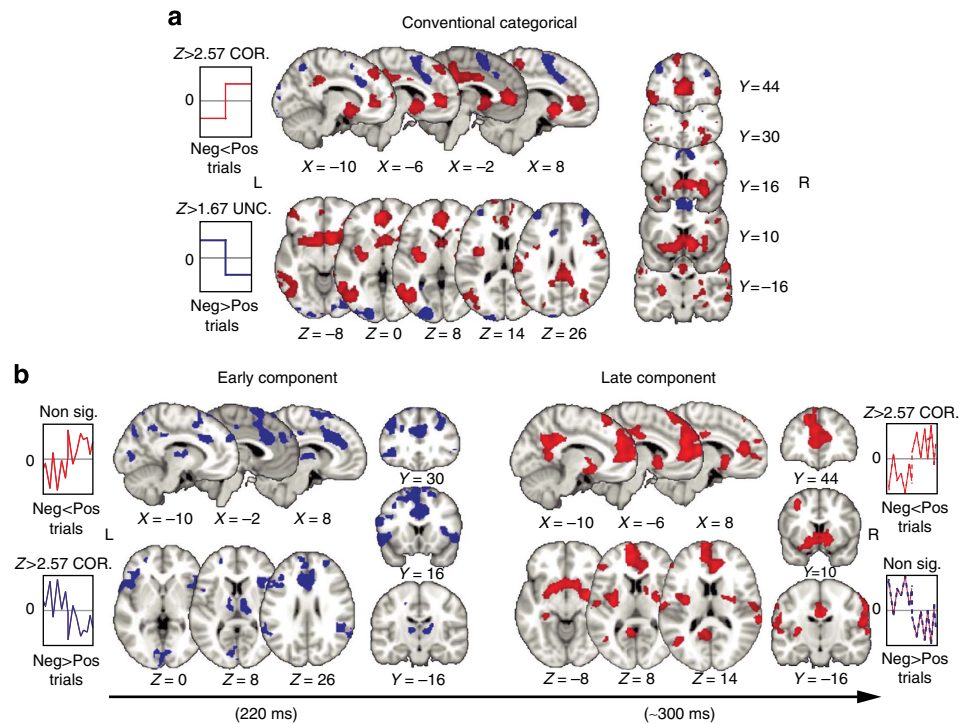 a
Conventional categorical
Z>2.57 COR.
0
Neg<Pos
trials
L
X = −10
X = −6
X = −2
X = 8
Z>1.67 UNC.
0
Neg>Pos
trials
Z = −8
Z = 0
Z = 8
Z = 14
Z = 26
Y = 44
Y = 30
Y = 16
R
Y = 10
Y = −16
b
Early component
Non sig.
0
Neg<Pos
trials
L
X = −10
X = −2
X = 8
Y = 30
Y = 16
Z>2.57 COR.
0
Neg>Pos
trials
Z = 0
Z = 8
Z = 26
Y = −16
Late component
X = −10
X = −6
X = 8
Y = 44
Y=10
Z>2.57 COR.
0
Neg<Pos
trials
R
Z = −8
Z = 8
Z = 14
Y = −16
Non sig.
0
Neg>Pos
trials
(220 ms)
(~300 ms)